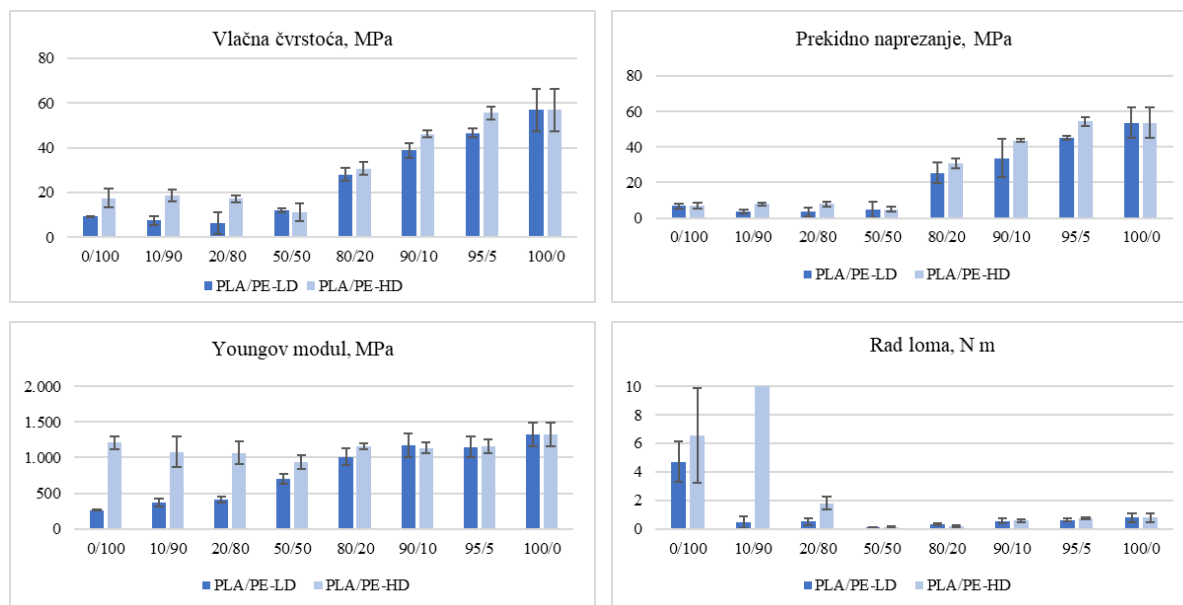 Vlačna čvrstoća, MPa
80
60
40
20
0
0/100 10/90 20/80 50/50 80/20 90/10 95/5 100/0
PLA/PE-LD PLA/PE-HD
Prekidno naprezanje, MPa
80
60
40
20
0
0/100 10/90 20/80 50/50 80/20 90/10 95/5 100/0
PLA/PE-LD PLA/PE-HD
Youngov modul, MPa
2.000
1.500
1.000
500
0
0/100 10/90 20/80 50/50 80/20 90/10 95/5 100/0
PLA/PE-LD PLA/PE-HD
Rad loma, N m
10
8
6
4
2
0
0/100 10/90 20/80 50/50 80/20 90/10 95/5 100/0
PLA/PE-LD PLA/PE-HD